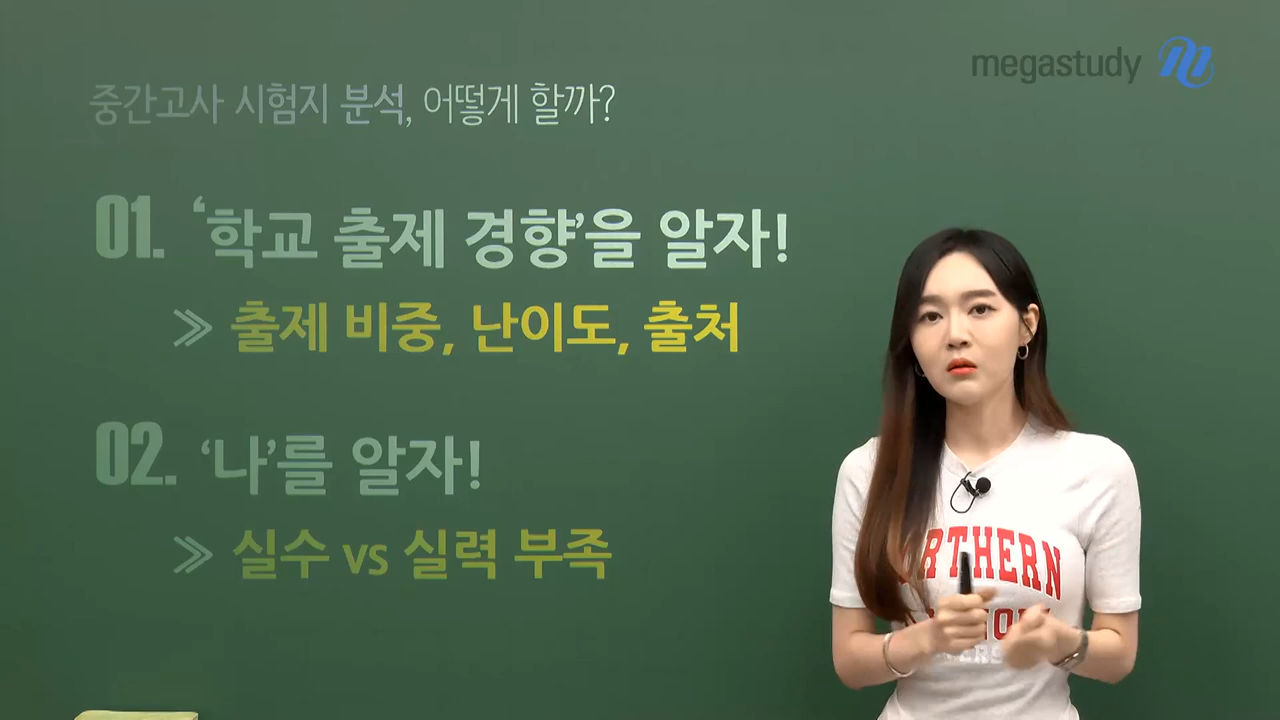 megastudy
중간고사 시험지 분석, 어떻게 할까?
01. ‘학교 출제 경향’을 알자!
≫ 출제 비중, 난이도, 출처
02. ‘나’를 알자!
≫ 실수 vs 실력 부족
RTHERN